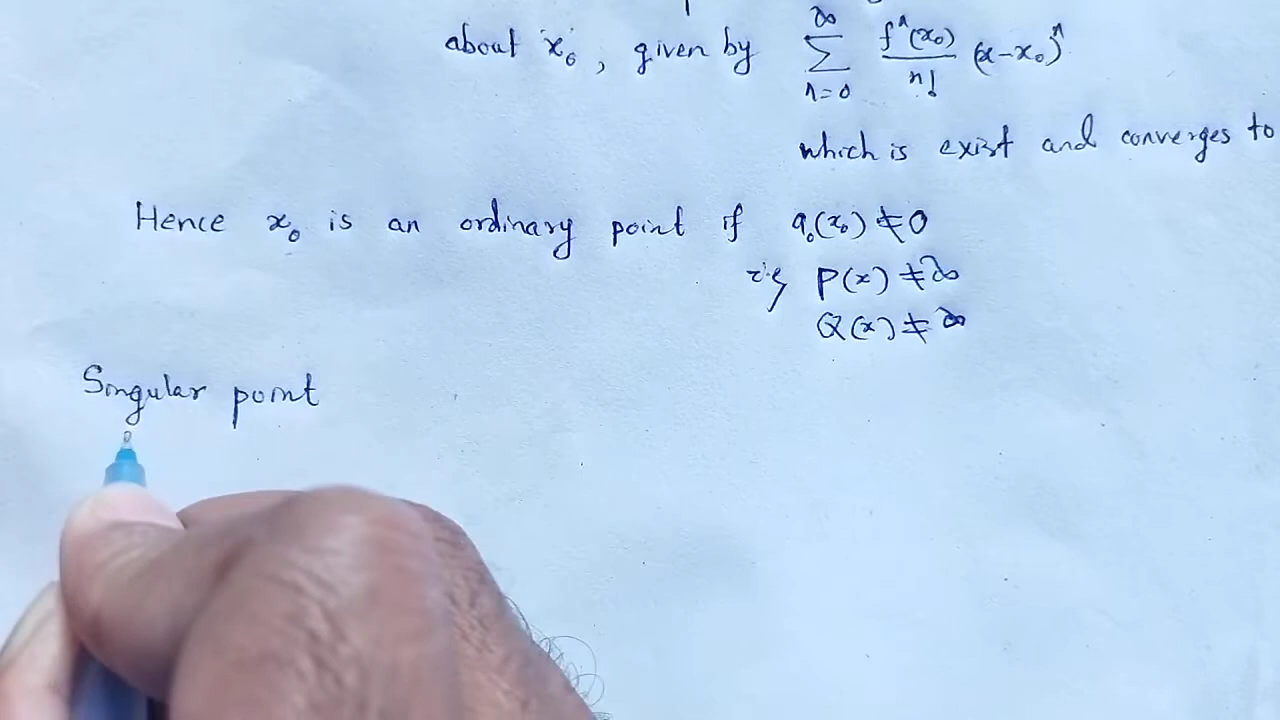 about x₀, given by ∞∑n=0 fⁿ(x₀)/n! (x-x₀)ⁿ
which is exist and converges to
Hence x₀ is an ordinary point if a₀(x₀) ≠ 0
ie, P(x) ≠ ∞
Q(x) ≠ ∞
Singular point